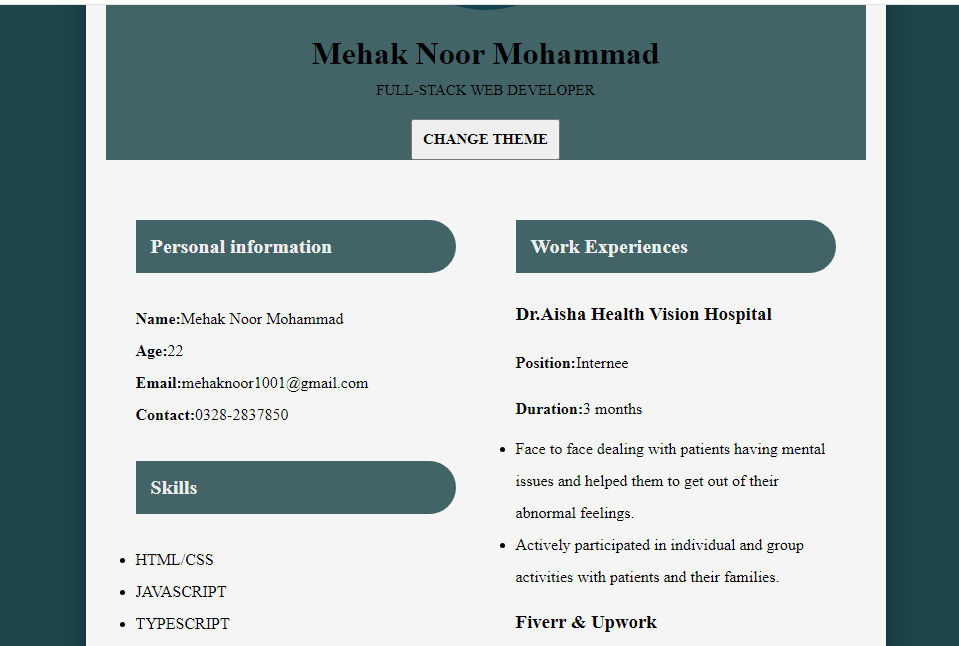 Mehak Noor Mohammad
FULL-STACK WEB DEVELOPER
CHANGE THEME
Personal information
Name:Mehak Noor Mohammad
Age:22
Email:mehaknoor1001@gmail.com
Contact:0328-2837850
Skills
HTML/CSS
JAVASCRIPT
TYPESCRIPT
Work Experiences
Dr.Aisha Health Vision Hospital
Position:Internee
Duration:3 months
Face to face dealing with patients having mental
issues and helped them to get out of their
abnormal feelings.
Actively participated in individual and group
activities with patients and their families.
Fiverr & Upwork